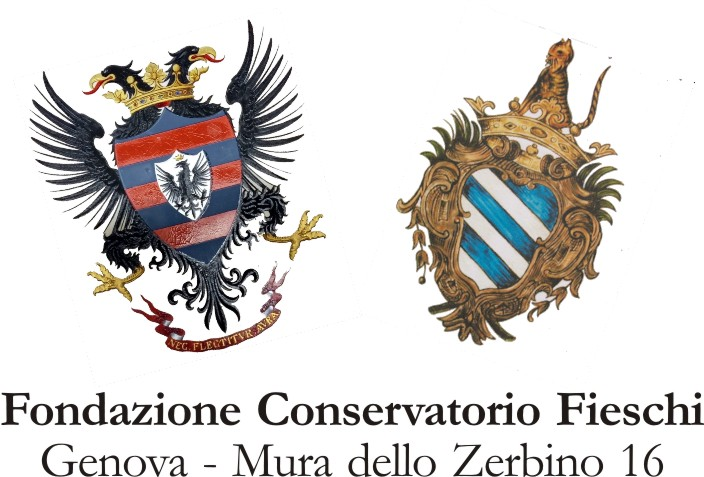 NEC FLECTITVR AVRA
Fondazione Conservatorio Fieschi
Genova - Mura dello Zerbino 16